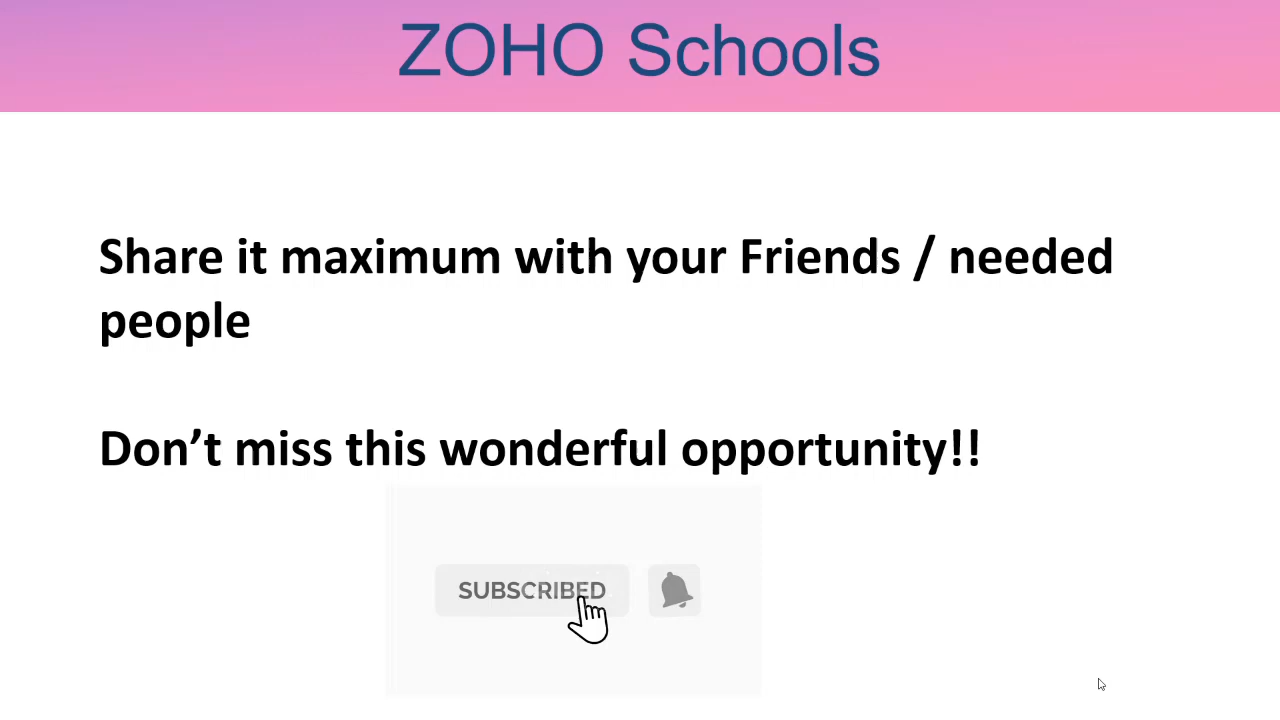 ZOHO Schools
Share it maximum with your Friends / needed
people
Don’t miss this wonderful opportunity!!
SUBSCRIBED